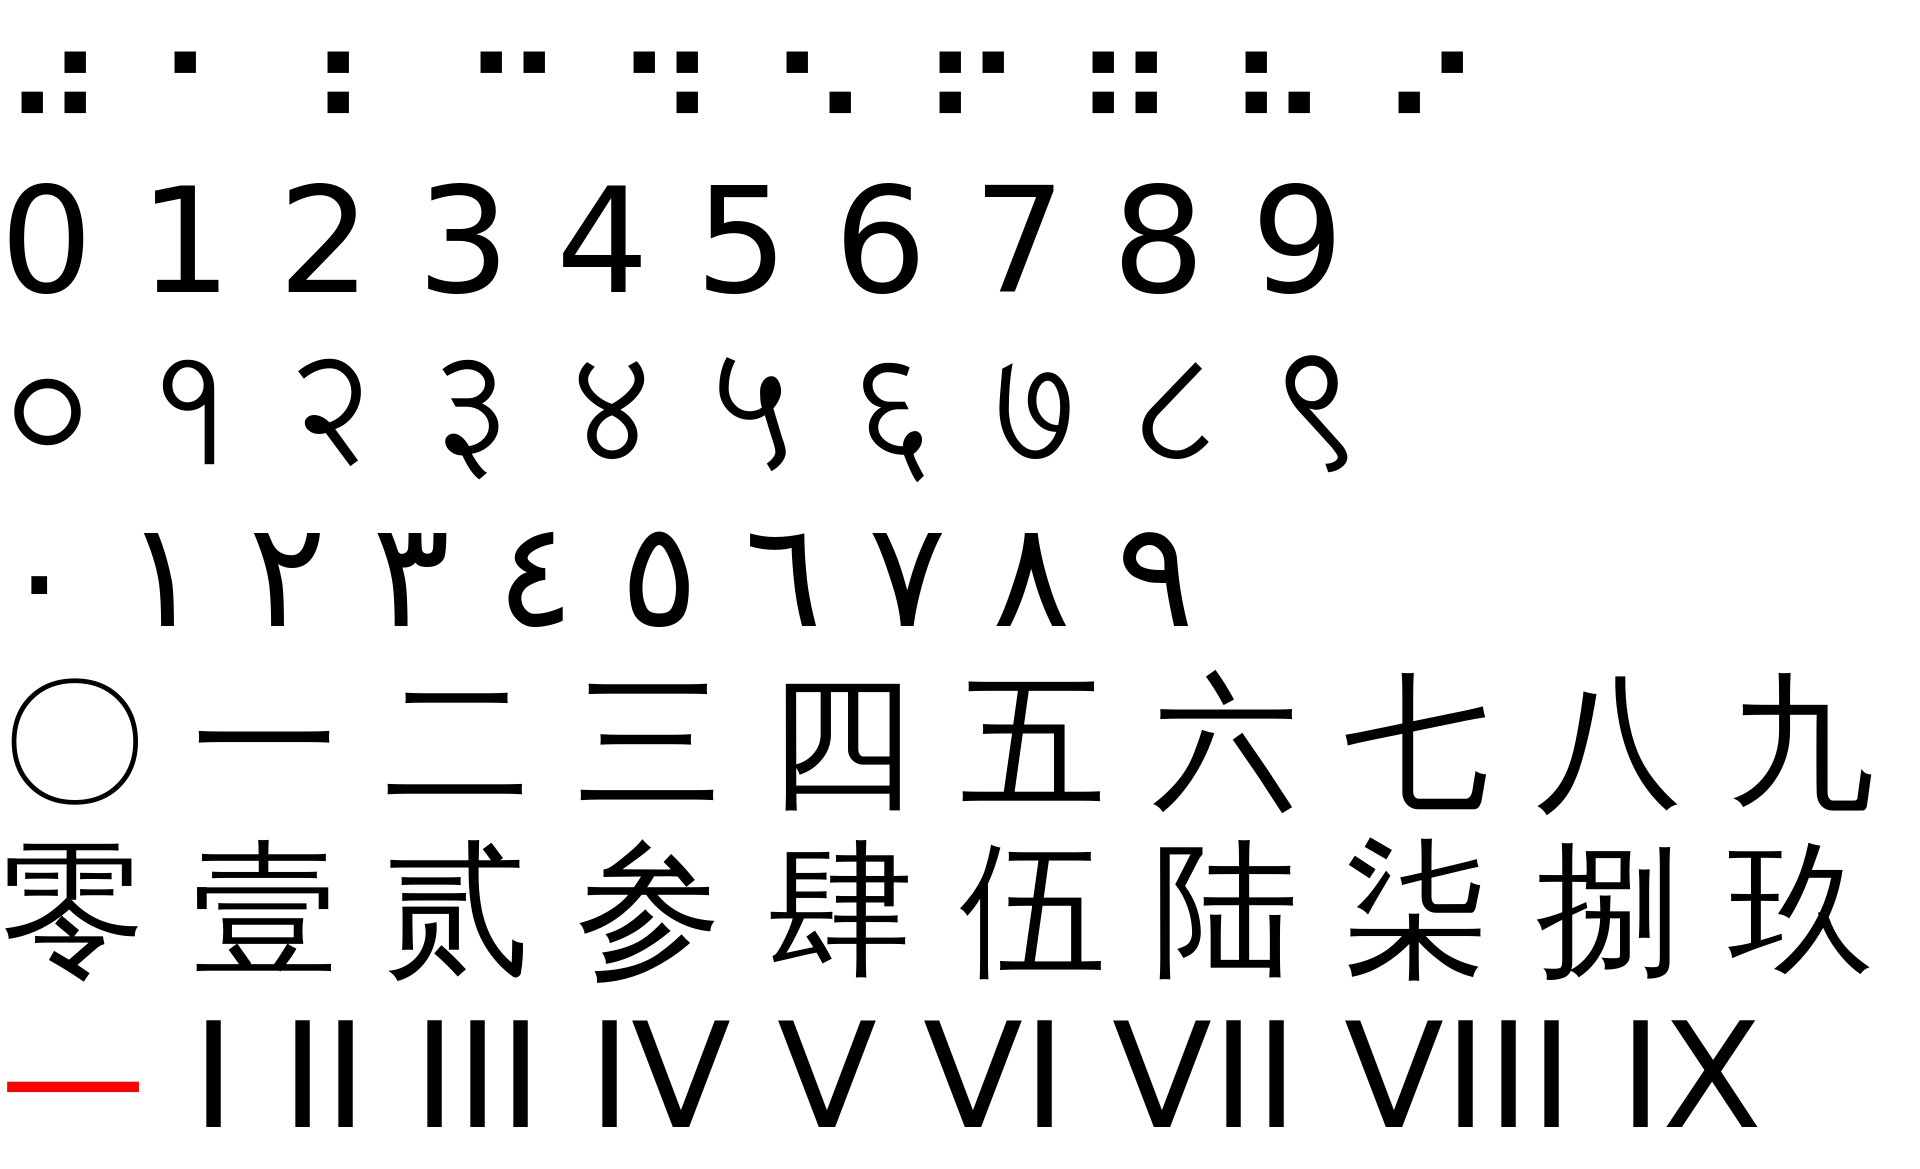 ⠚ ⠁ ⠃ ⠉ ⠙ ⠑ ⠋ ⠛ ⠓ ⠊
0 1 2 3 4 5 6 7 8 9
० १ २ ३ ४ ५ ६ ७ ८ ९
٠ ١ ٢ ٣ ٤ ٥ ٦ ٧ ٨ ٩
〇 一 二 三 四 五 六 七 八 九
零 壹 贰 参 肆 伍 陆 柒 捌 玖
— I II III IV V VI VII VIII IX